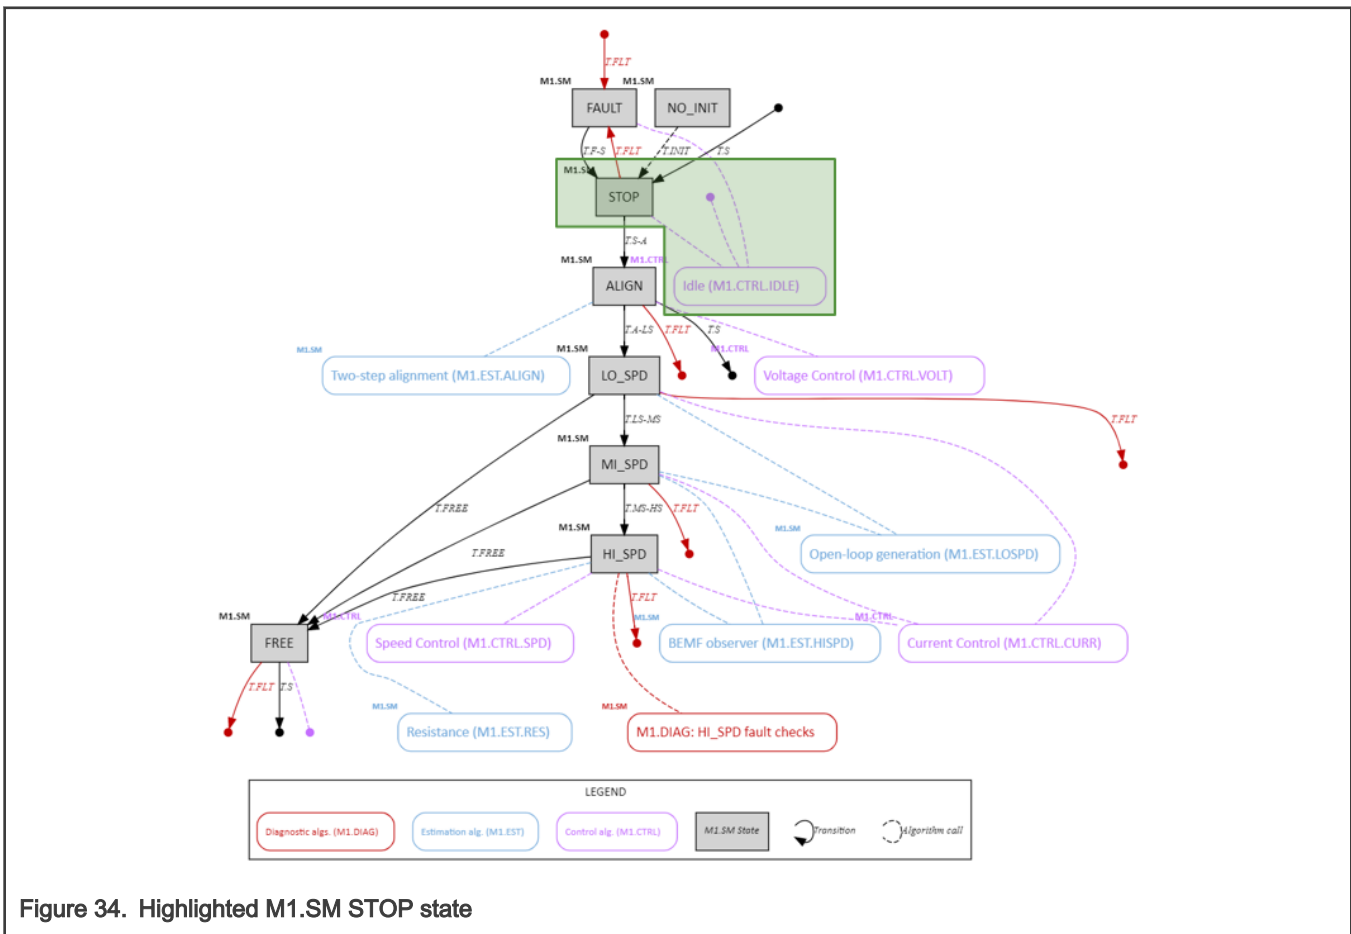 T.FLT
M1.SM
M1.SM
FAULT
NO_INIT
T.F-S
T.FLT
T.INIT
T.S
M1.SM
STOP
T.S-A
M1.SM
M1.CTRL
ALIGN
Idle (M1.CTRL.IDLE)
T.A-LS
T.FLT
T.S
M1.SM
M1.SM
M1.CTRL
Two-step alignment (M1.EST.ALIGN)
LO_SPD
Voltage Control (M1.CTRL.VOLT)
T.LS-MS
T.FLT
M1.SM
MI_SPD
T.FREE
T.MS-HS
T.FLT
M1.SM
M1.SM
T.FREE
HI_SPD
Open-loop generation (M1.EST.LOSPD)
T.FREE
T.FLT
M1.SM
M1.CTRL
M1.SM
M1.CTRL
FREE
Speed Control (M1.CTRL.SPD)
BEMF observer (M1.EST.HISPD)
Current Control (M1.CTRL.CURR)
T.FLT
T.S
M1.SM
M1.SM
Resistance (M1.EST.RES)
M1.DIAG: HI_SPD fault checks
LEGEND
Diagnostic algs. (M1.DIAG)
Estimation alg. (M1.EST)
Control alg. (M1.CTRL)
M1.SM State
Transition
Algorithm call
Figure 34. Highlighted M1.SM STOP state